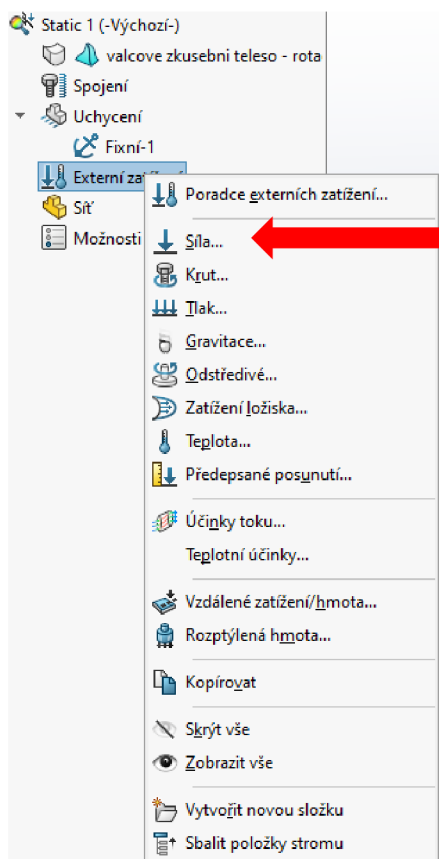 Static 1 (-Výchozí-)
valcove zkusebni teleso - rota
Spojení
Uchycení
Fixní-1
Externí
Síť
Možnosti
Poradce externích zatížení...
Síla...
Krut...
Tlak...
Gravitace...
Odstředivé...
Zatížení ložiska...
Teplota...
Předepsané posunutí...
Účinky toku...
Teplotní účinky...
Vzdálené zatížení/hmota...
Rozptýlená hmota...
Kopírovat
Skrýt vše
Zobrazit vše
Vytvořit novou složku
Sbalit položky stromu